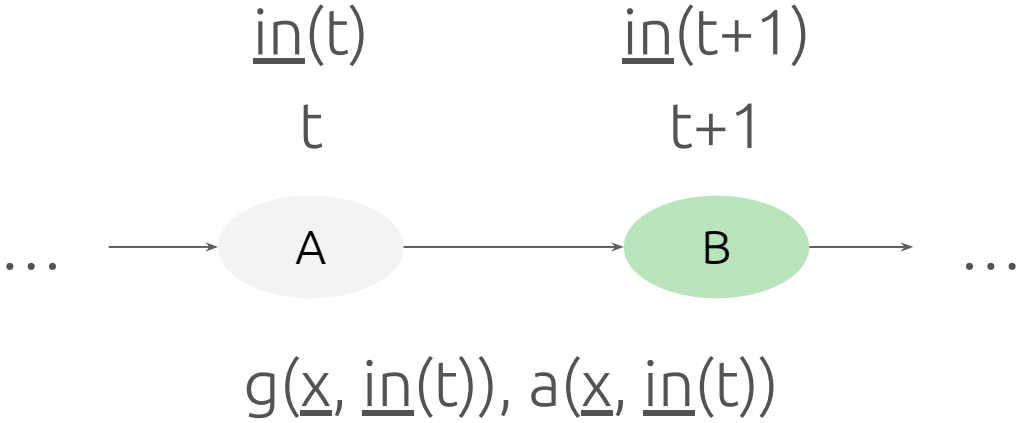 in(t) in(t+1)
t t+1
... A B ...
g(x, in(t)), a(x, in(t))